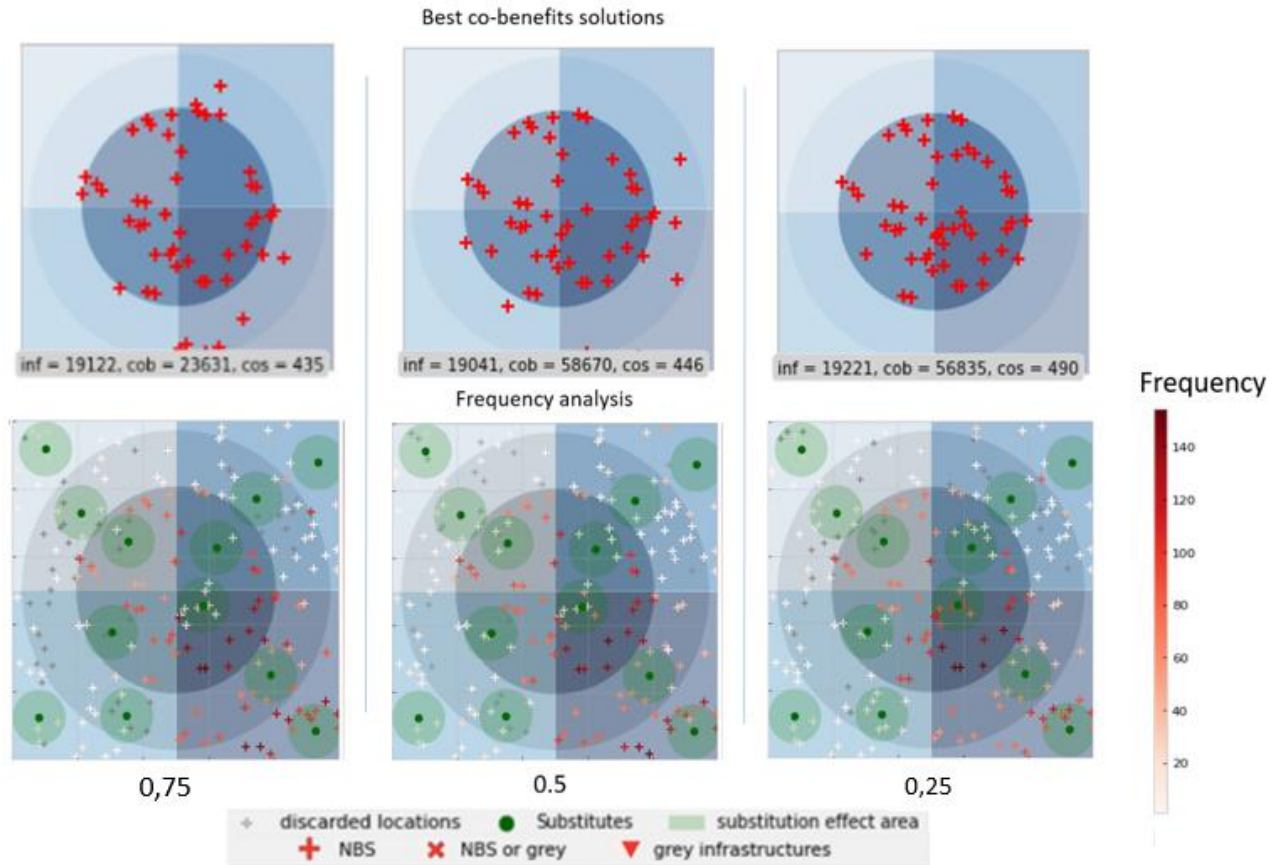 Best co-benefits solutions
inf = 19122, cob = 23631, cos = 435
inf = 19041, cob = 58670, cos = 446
inf = 19221, cob = 56835, cos = 490
Frequency analysis
Frequency
140
120
100
80
60
40
20
0,75
0.5
0,25
discarded locations
Substitutes
substitution effect area
NBS
NBS or grey
grey infrastructures